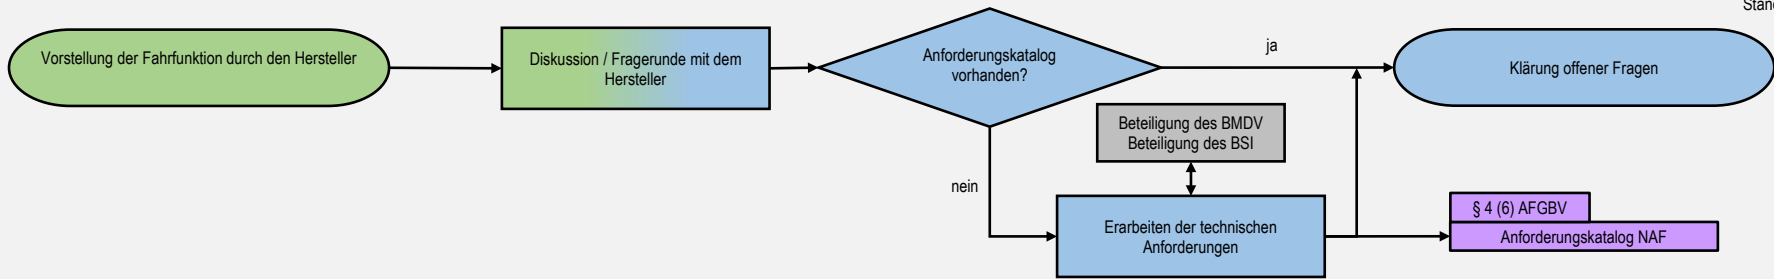 Stand
Vorstellung der Fahrfunktion durch den Hersteller
Diskussion / Fragerunde mit dem
Hersteller
Anforderungskatalog
vorhanden?
ja
Klärung offener Fragen
Beteiligung des BMDV
Beteiligung des BSI
nein
Erarbeiten der technischen
Anforderungen
§ 4 (6) AFGBV
Anforderungskatalog NAF